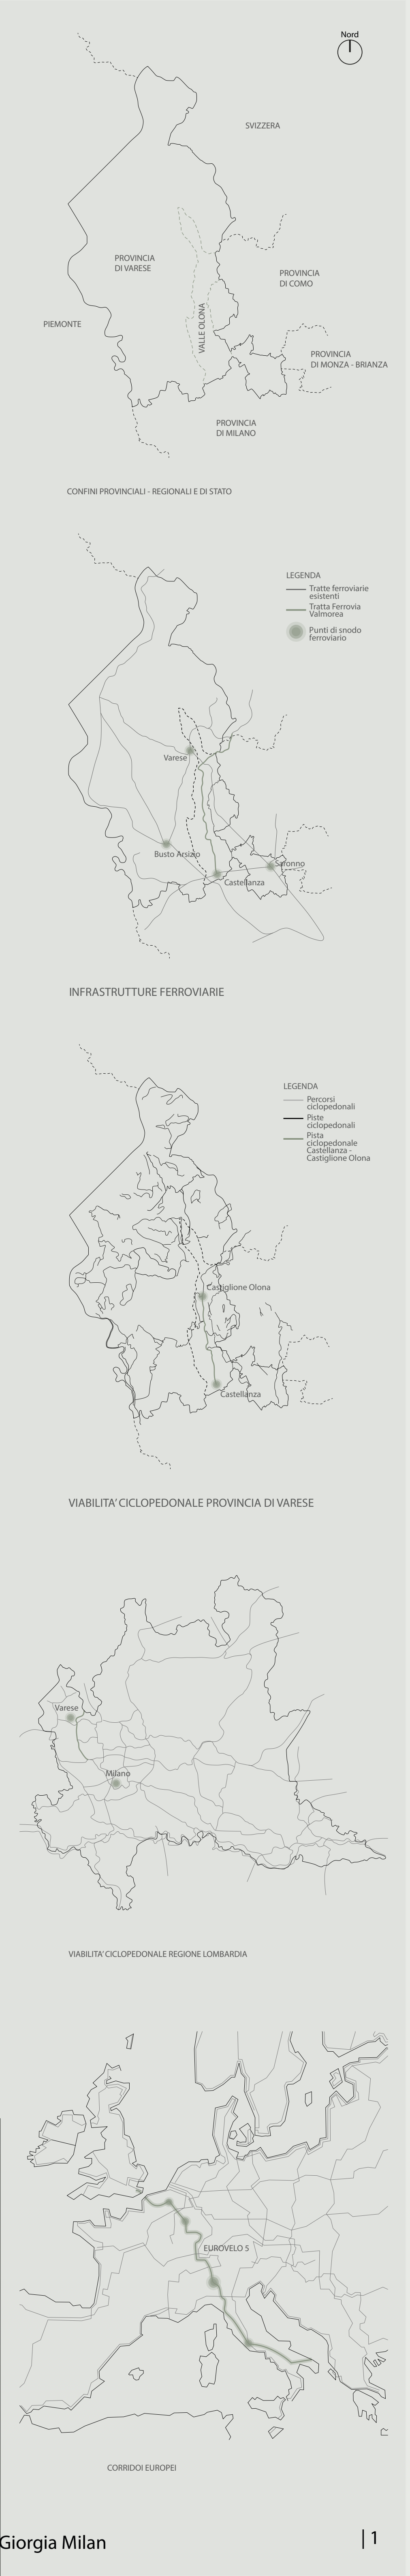 Nord
SVIZZERA
PROVINCIA
DI VARESE
PROVINCIA
DI COMO
VALLE OLONA
PIEMONTE
PROVINCIA
DI MONZA - BRIANZA
PROVINCIA
DI MILANO
CONFINI PROVINCIALI - REGIONALI E DI STATO
LEGENDA
Tratte ferroviarie
esistenti
Tratta Ferrovia
Valmorea
Punti di snodo
ferroviario
Varese
Busto Arsizio
Saronno
Castellanza
INFRASTRUTTURE FERROVIARIE
LEGENDA
Percorsi
ciclopedonali
Piste
ciclopedonali
Pista
ciclopedonale
Castellanza -
Castiglione Olona
Castiglione Olona
Castellanza
VIABILITA' CICLOPEDONALE PROVINCIA DI VARESE
Varese
Milano
VIABILITA' CICLOPEDONALE REGIONE LOMBARDIA
EUROVELO 5
CORRIDOI EUROPEI
Giorgia Milan
| 1